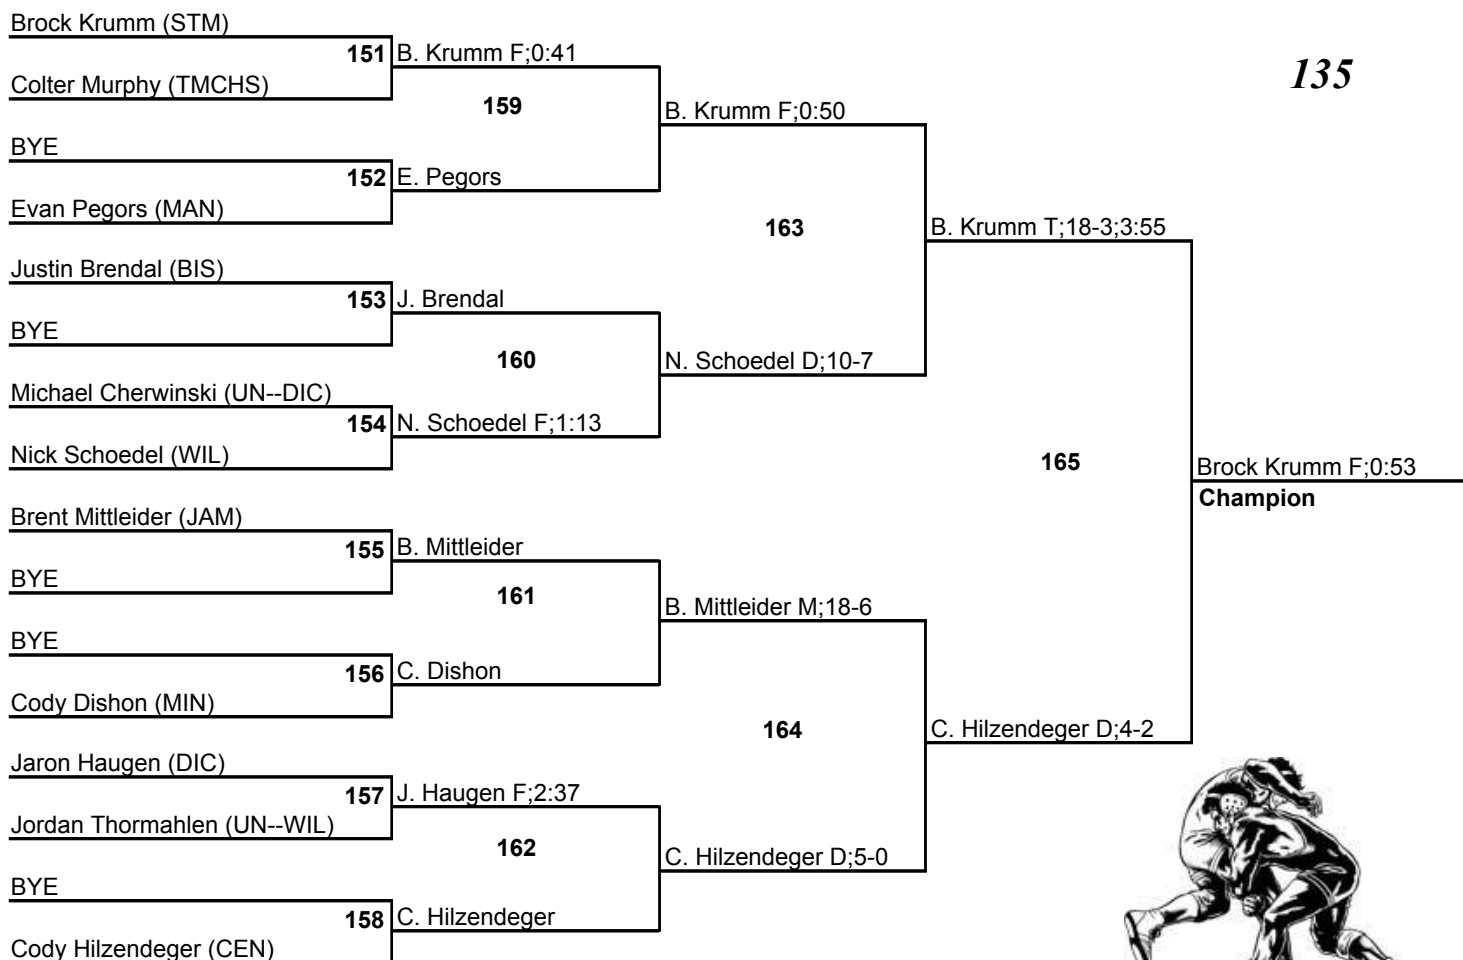 Brock Krumm (STM)
151 B. Krumm F;0:41
135
Colter Murphy (TMCHS)
159
B. Krumm F;0:50
BYE
152 E. Pegors
Evan Pegors (MAN)
163
B. Krumm T;18-3;3:55
Justin Brendal (BIS)
153 J. Brendal
BYE
160
N. Schoedel D;10-7
Michael Cherwinski (UN--DIC)
154 N. Schoedel F;1:13
Nick Schoedel (WIL)
165
Brock Krumm F;0:53
Champion
Brent Mittleider (JAM)
155 B. Mittleider
BYE
161
B. Mittleider M;18-6
BYE
156 C. Dishon
Cody Dishon (MIN)
164
C. Hilzendeger D;4-2
Jaron Haugen (DIC)
157 J. Haugen F;2:37
Jordan Thormahlen (UN--WIL)
162
C. Hilzendeger D;5-0
BYE
158 C. Hilzendeger
Cody Hilzendeger (CEN)